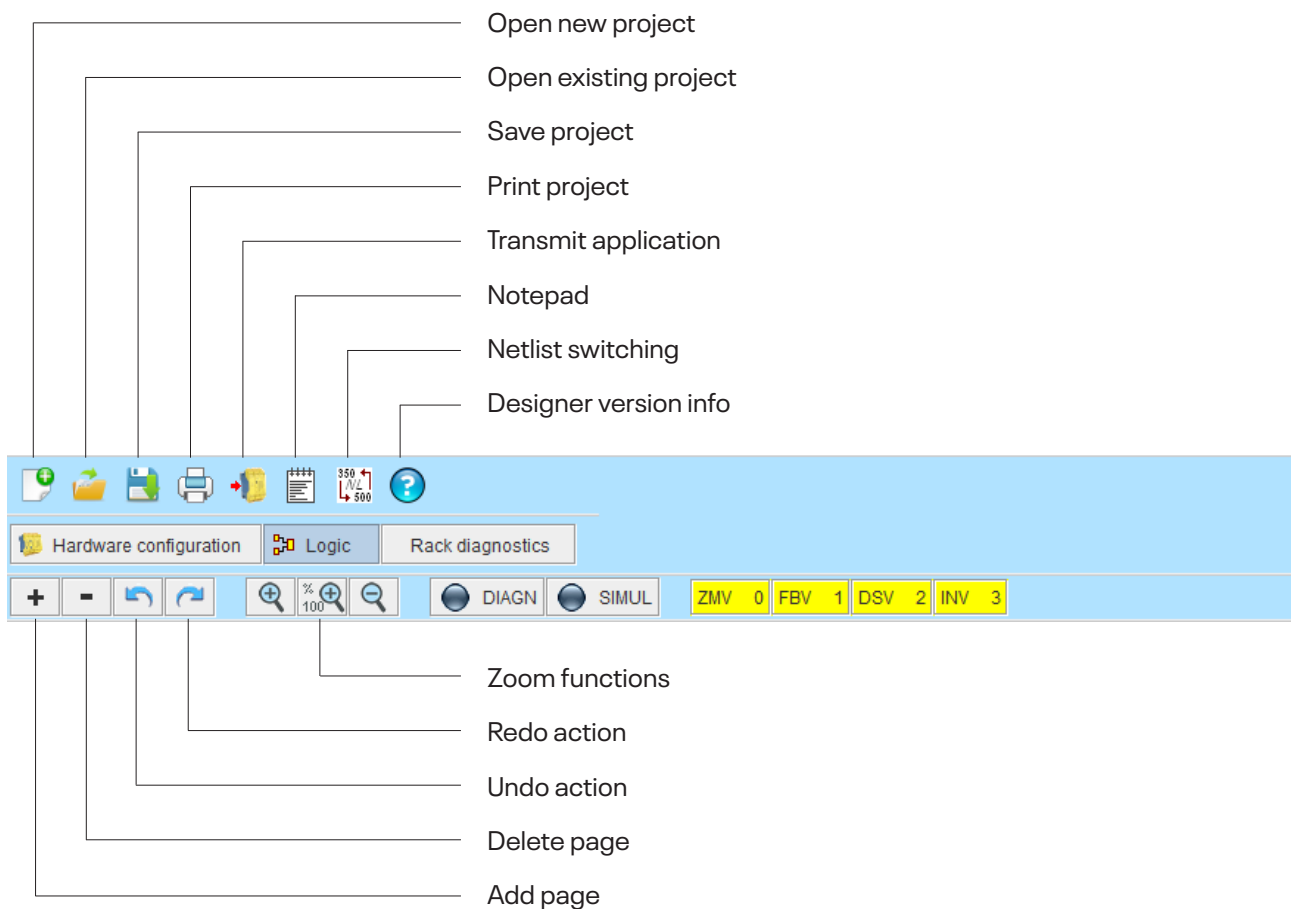 Open new project
Open existing project
Save project
Print project
Transmit application
Notepad
Netlist switching
Designer version info
350
NL
500
?
Hardware configuration Logic Rack diagnostics
+ - % 100 DIAGN SIMUL ZMV 0 FBV 1 DSV 2 INV 3
Zoom functions
Redo action
Undo action
Delete page
Add page